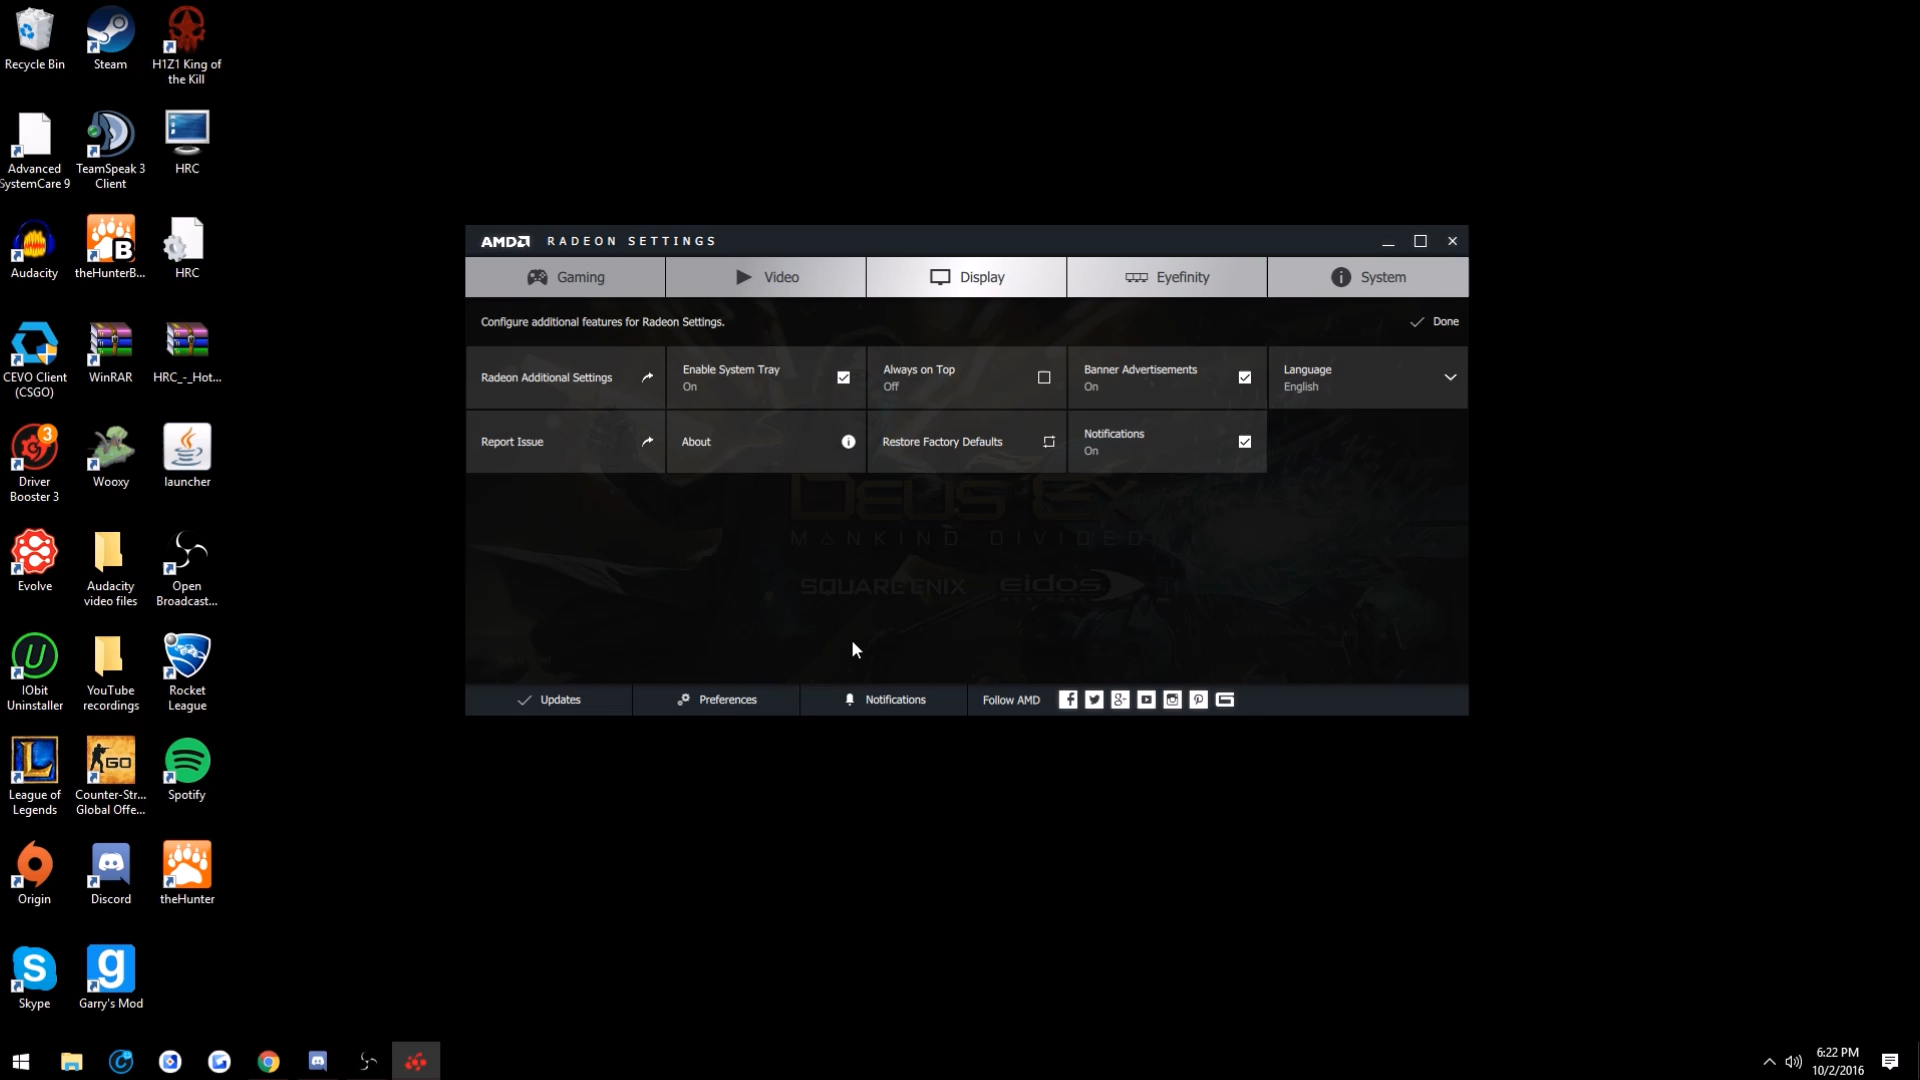 Recycle Bin
Steam
H1Z1 King of
the Kill
Advanced
SystemCare 9
TeamSpeak 3
Client
HRC
Audacity
theHunterB...
HRC
CEVO Client
(CSGO)
WinRAR
HRC_-_Hot...
3
Driver
Booster 3
Wooxy
launcher
Evolve
Audacity
video files
Open
Broadcast...
IObit
Uninstaller
YouTube
recordings
Rocket
League
League of
Legends
GO
Counter-Str...
Global Offe...
Spotify
Origin
Discord
theHunter
Skype
Garry's Mod
AMD RADEON SETTINGS
Gaming
Video
Display
Eyefinity
System
Configure additional features for Radeon Settings.
Done
Radeon Additional Settings
Enable System Tray
On
Always on Top
Off
Banner Advertisements
On
Language
English
Report Issue
About
Restore Factory Defaults
Notifications
On
DEUS EX
MANKIND DIVIDED
SQUARE ENIX
eidos
Updates
Preferences
Notifications
Follow AMD
6:22 PM
10/2/2016